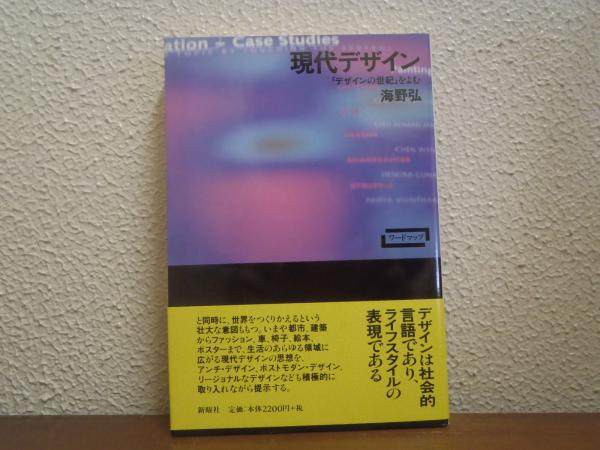 ation – Case Studies
現代デザイン
「デザインの世紀」をよむ
海野弘
ainting
CHEN WEN
HENDRA GUNA
ワードマップ
デザインは社会的
言語であり、
ライフスタイルの
表現である
と同時に、世界をつくりかえるという
壮大な意図ももつ。いまや都市、建築
からファッション、車、椅子、絵本、
ポスターまで、生活のあらゆる領域に
広がる現代デザインの思想を、
アンチ・デザイン、ポストモダン・デザイン、
リージョナルなデザインなども積極的に
取り入れながら提示する。
新曜社 定価:本体2200円+税